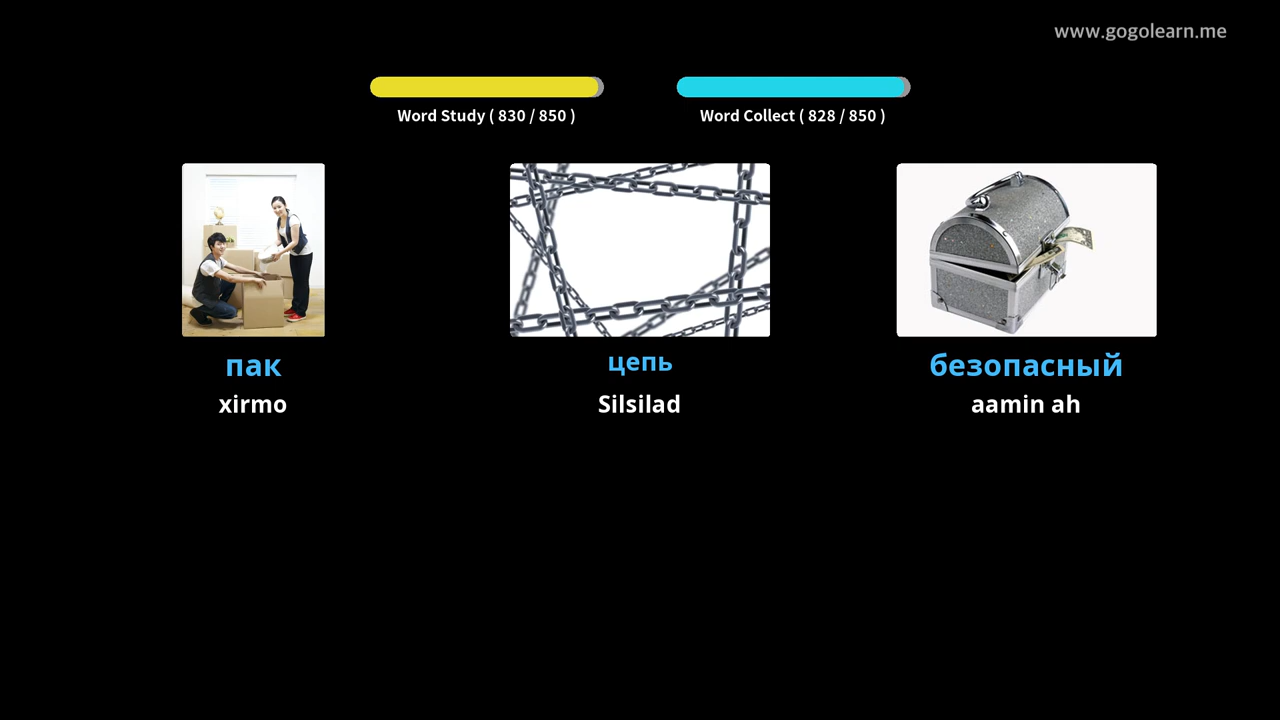 www.gogolearn.me
Word Study ( 830 / 850 )
Word Collect ( 828 / 850 )
пак
цепь
безопасный
xirmo
Silsilad
aamin ah